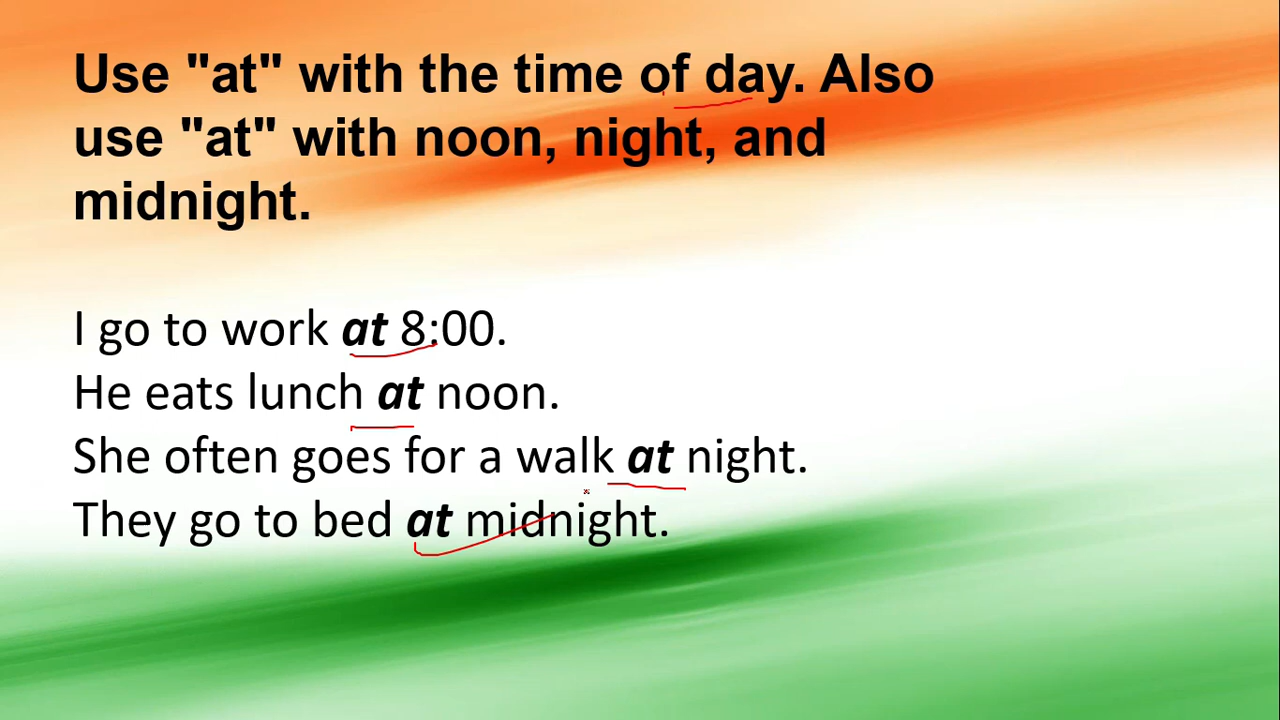 Use "at" with the time of day. Also
use "at" with noon, night, and
midnight.
I go to work at 8:00.
He eats lunch at noon.
She often goes for a walk at night.
They go to bed at midnight.